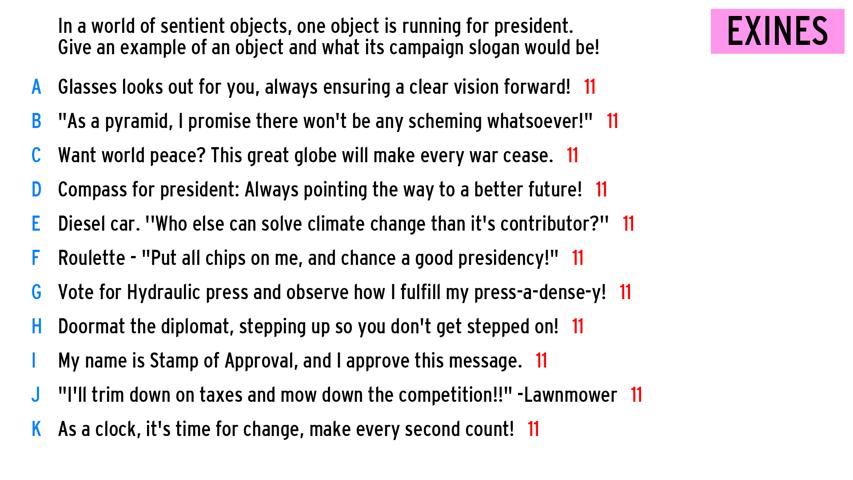 In a world of sentient objects, one object is running for president.
Give an example of an object and what its campaign slogan would be!
EXINES
A Glasses looks out for you, always ensuring a clear vision forward! 11
B "As a pyramid, I promise there won't be any scheming whatsoever!" 11
C Want world peace? This great globe will make every war cease. 11
D Compass for president: Always pointing the way to a better future! 11
E Diesel car. ''Who else can solve climate change than it's contributor?'' 11
F Roulette - "Put all chips on me, and chance a good presidency!" 11
G Vote for Hydraulic press and observe how I fulfill my press-a-dense-y! 11
H Doormat the diplomat, stepping up so you don't get stepped on! 11
I My name is Stamp of Approval, and I approve this message. 11
J "I'll trim down on taxes and mow down the competition!!" -Lawnmower 11
K As a clock, it's time for change, make every second count! 11